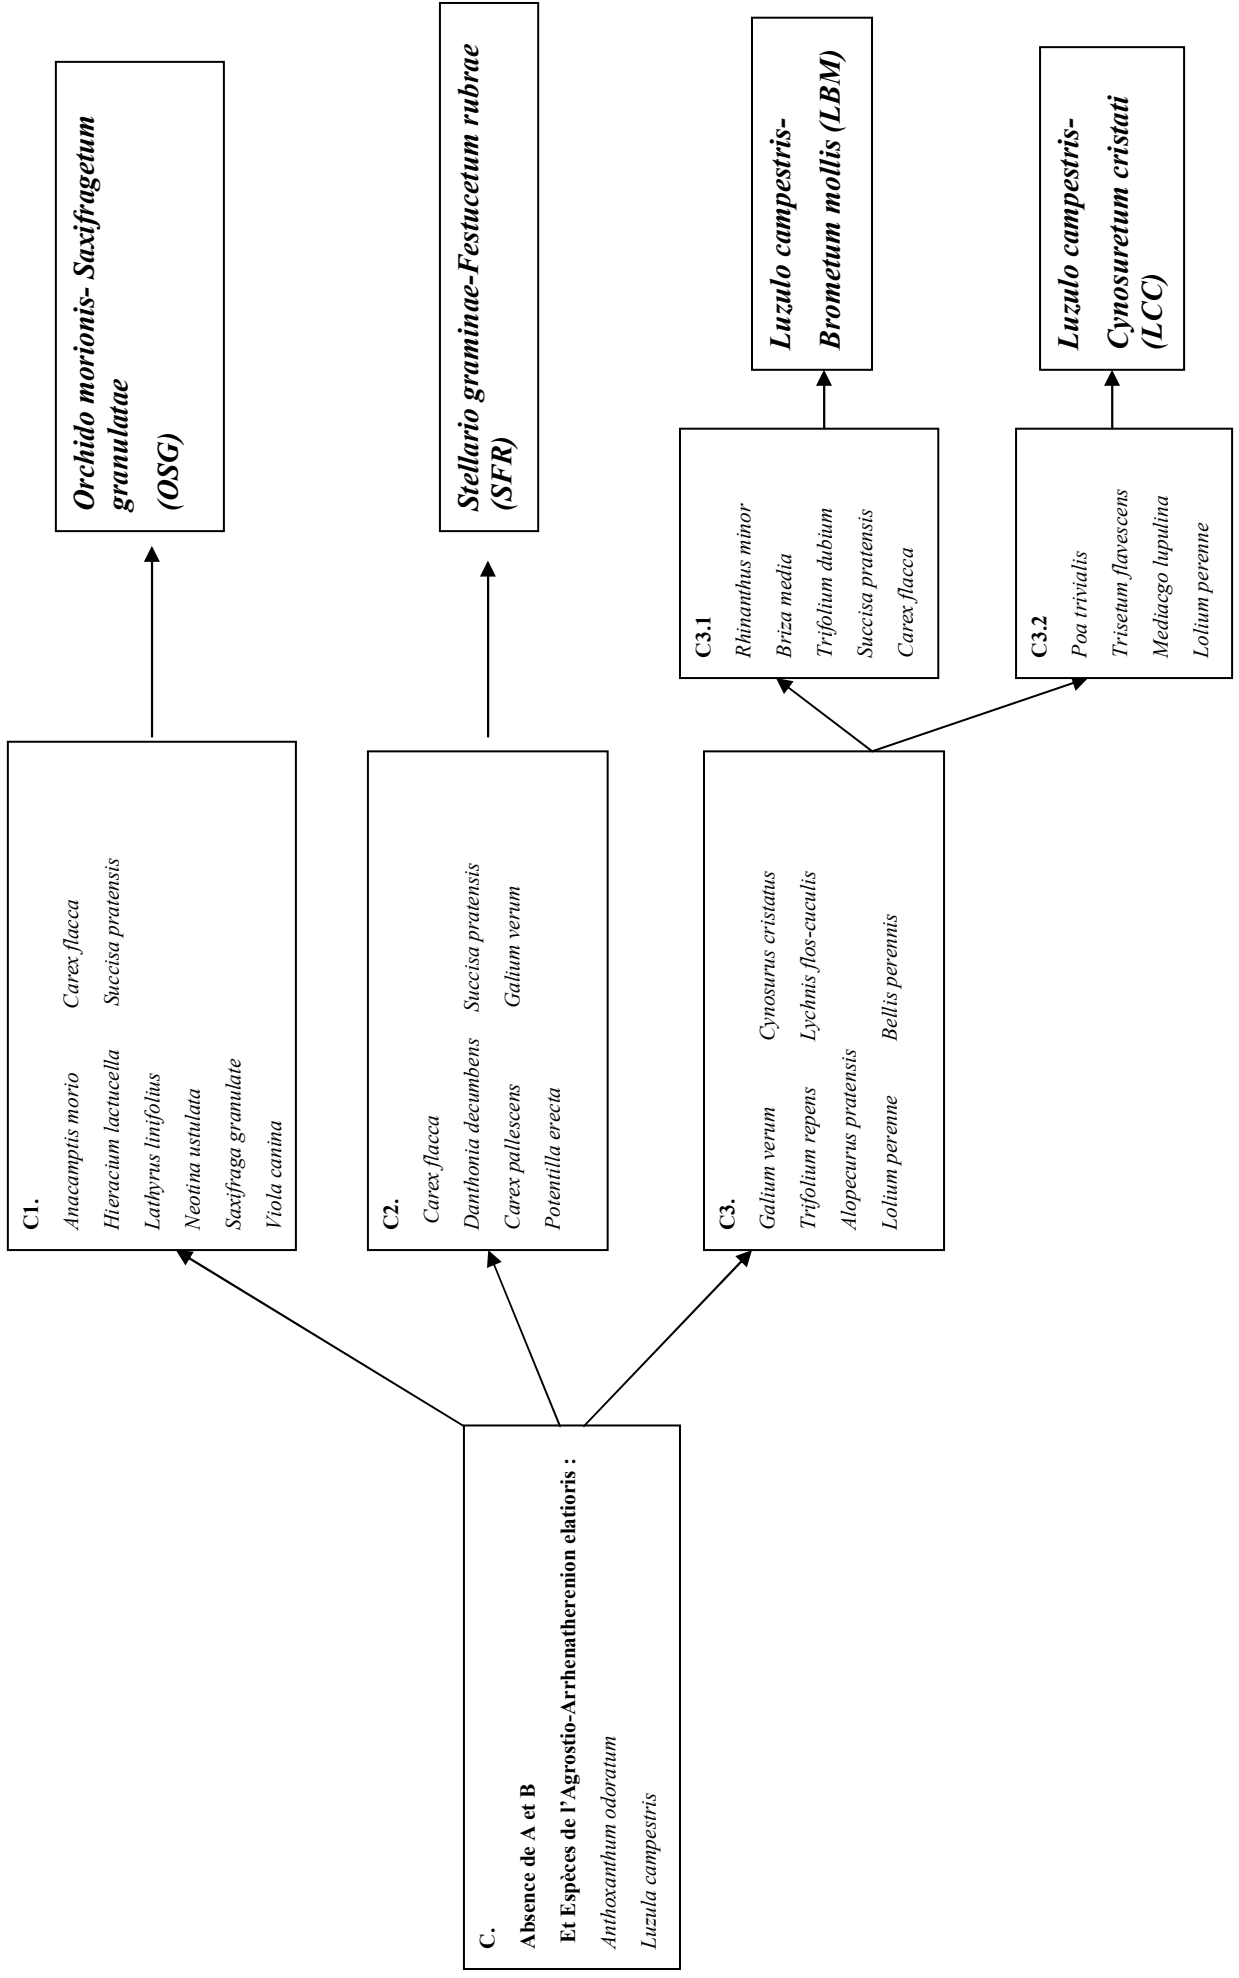 C.
Absence de A et B
Et Espèces de l'Agrostio-Arrhenatherenion elatioris :
Anthoxanthum odoratum
Luzula campestris
C1.
Anacamptis morio Carex flacca
Hieracium lactucella Succisa pratensis
Lathyrus linifolius
Neotina ustulata
Saxifraga granulate
Viola canina
Orchido morionis- Saxifragetum
granulatae
(OSG)
C2.
Carex flacca
Danthonia decumbens Succisa pratensis
Carex pallescens Galium verum
Potentilla erecta
Stellario graminae-Festucetum rubrae
(SFR)
C3.
Galium verum Cynosurus cristatus
Trifolium repens Lychnis flos-cuculis
Alopecurus pratensis
Lolium perenne Bellis perennis
C3.1
Rhinanthus minor
Briza media
Trifolium dubium
Succisa pratensis
Carex flacca
Luzulo campestris-
Brometum mollis (LBM)
C3.2
Poa trivialis
Trisetum flavescens
Mediacgo lupulina
Lolium perenne
Luzulo campestris-
Cynosuretum cristati
(LCC)